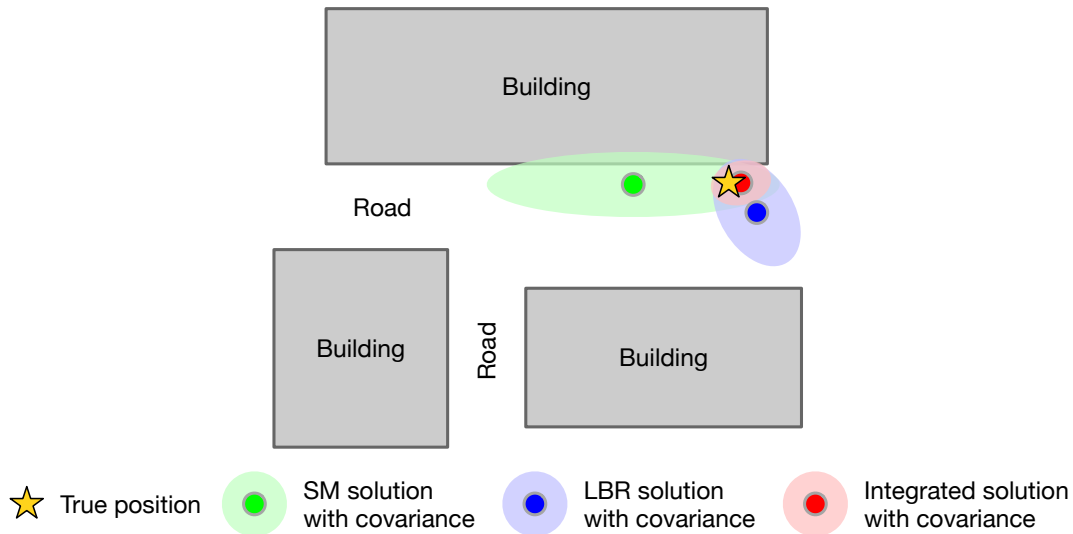 Building
Road
Building
Road
Building
True position
SM solution
with covariance
LBR solution
with covariance
Integrated solution
with covariance